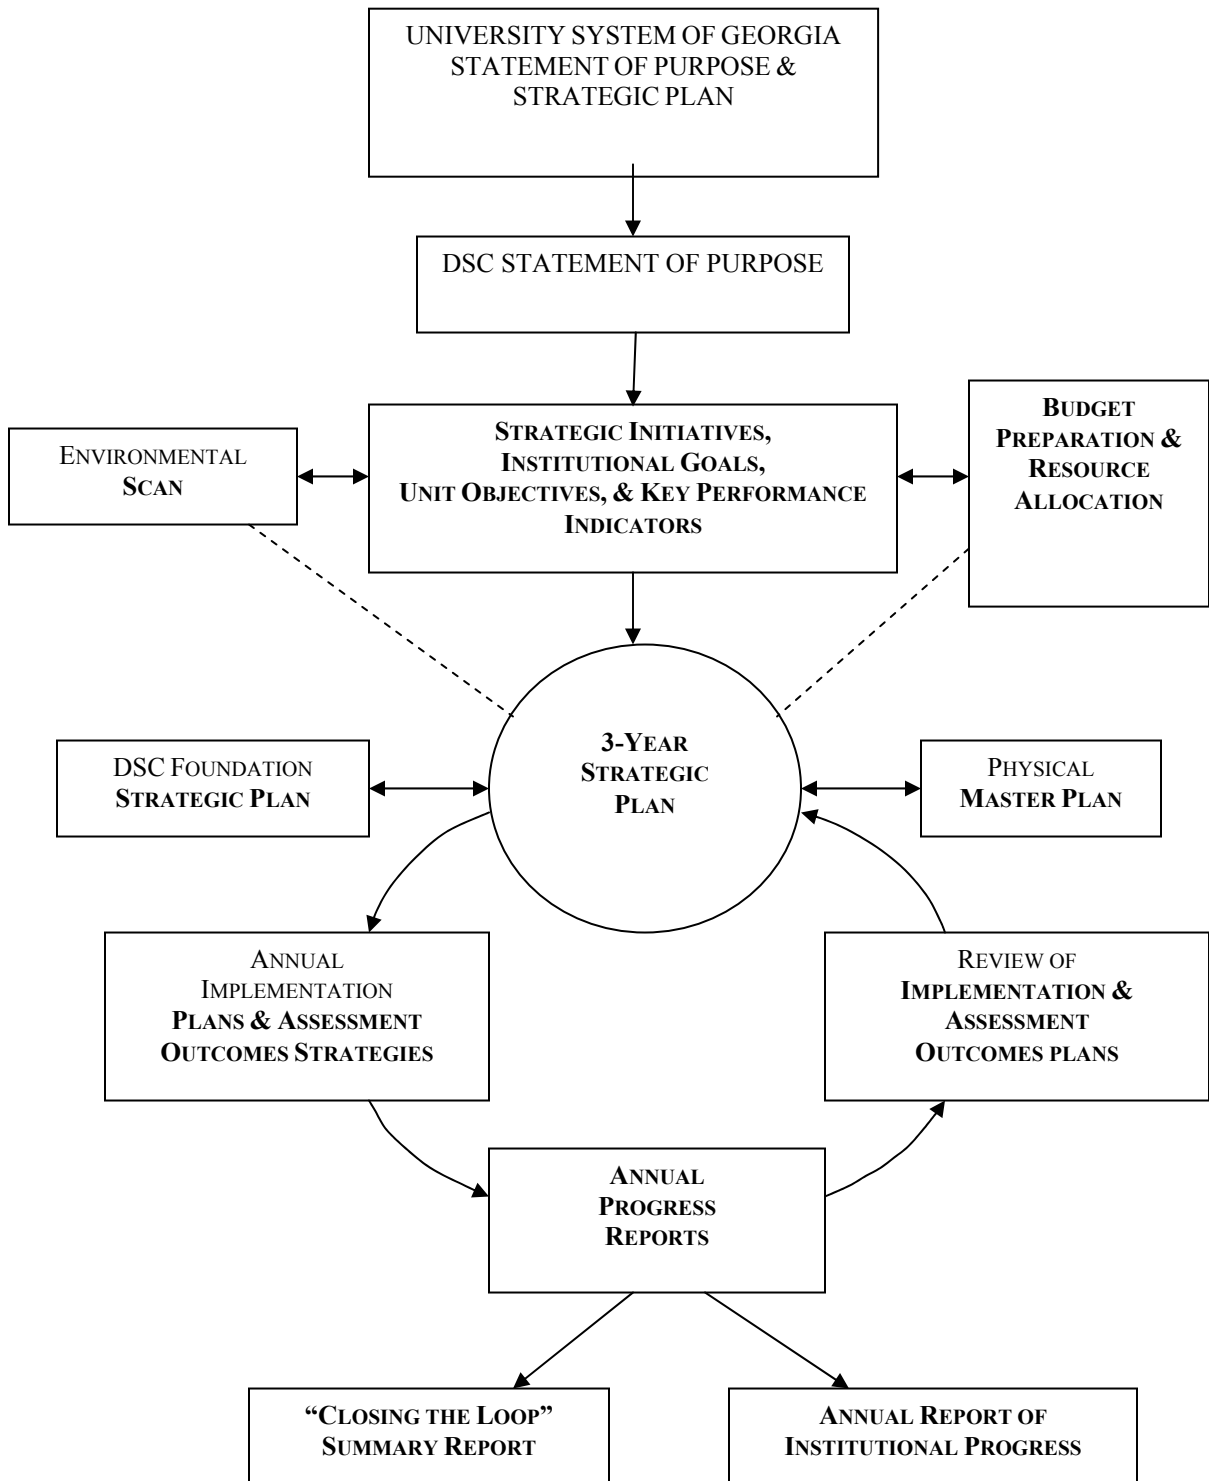 UNIVERSITY SYSTEM OF GEORGIA
STATEMENT OF PURPOSE &
STRATEGIC PLAN
DSC STATEMENT OF PURPOSE
STRATEGIC INITIATIVES,
INSTITUTIONAL GOALS,
UNIT OBJECTIVES, & KEY PERFORMANCE
INDICATORS
ENVIRONMENTAL
SCAN
BUDGET
PREPARATION &
RESOURCE
ALLOCATION
3-YEAR
STRATEGIC
PLAN
DSC FOUNDATION
STRATEGIC PLAN
PHYSICAL
MASTER PLAN
ANNUAL
IMPLEMENTATION
PLANS & ASSESSMENT
OUTCOMES STRATEGIES
REVIEW OF
IMPLEMENTATION &
ASSESSMENT
OUTCOMES PLANS
ANNUAL
PROGRESS
REPORTS
“CLOSING THE LOOP”
SUMMARY REPORT
ANNUAL REPORT OF
INSTITUTIONAL PROGRESS